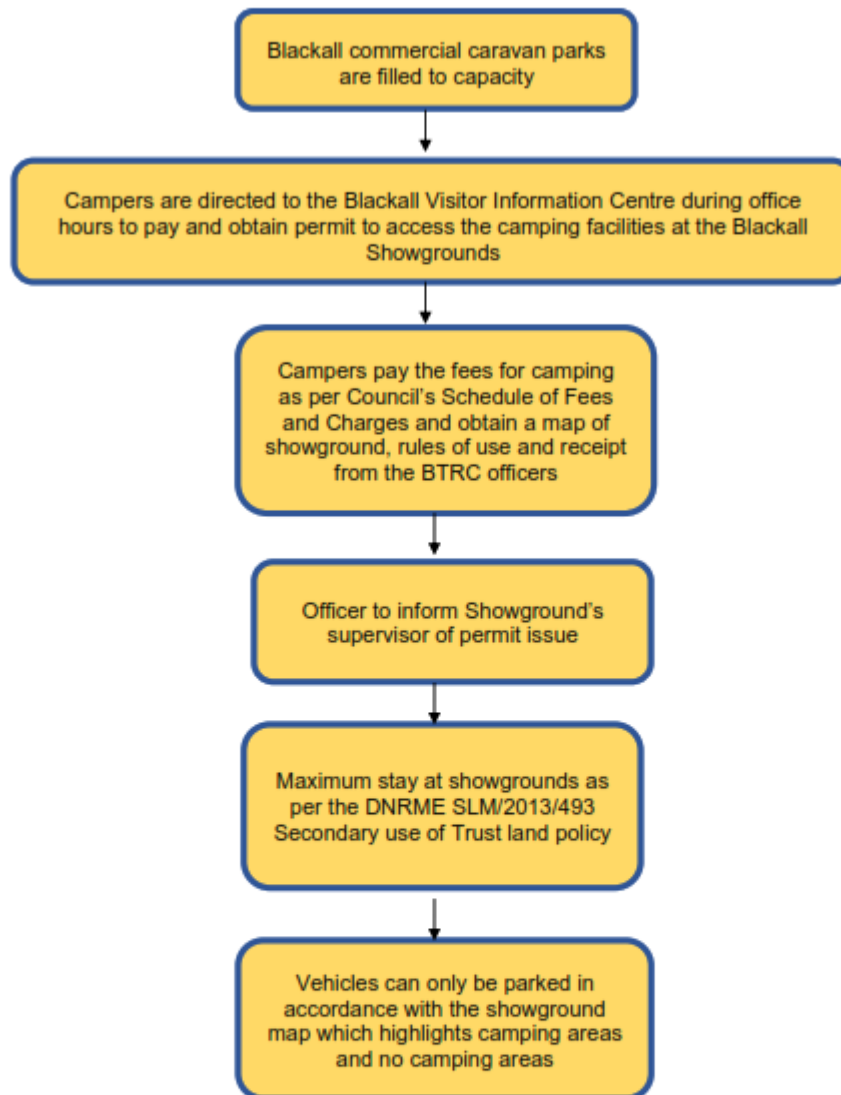 Blackall commercial caravan parks
are filled to capacity
Campers are directed to the Blackall Visitor Information Centre during office
hours to pay and obtain permit to access the camping facilities at the Blackall
Showgrounds
Campers pay the fees for camping
as per Council's Schedule of Fees
and Charges and obtain a map of
showground, rules of use and receipt
from the BTRC officers
Officer to inform Showground's
supervisor of permit issue
Maximum stay at showgrounds as
per the DNRME SLM/2013/493
Secondary use of Trust land policy
Vehicles can only be parked in
accordance with the showground
map which highlights camping areas
and no camping areas